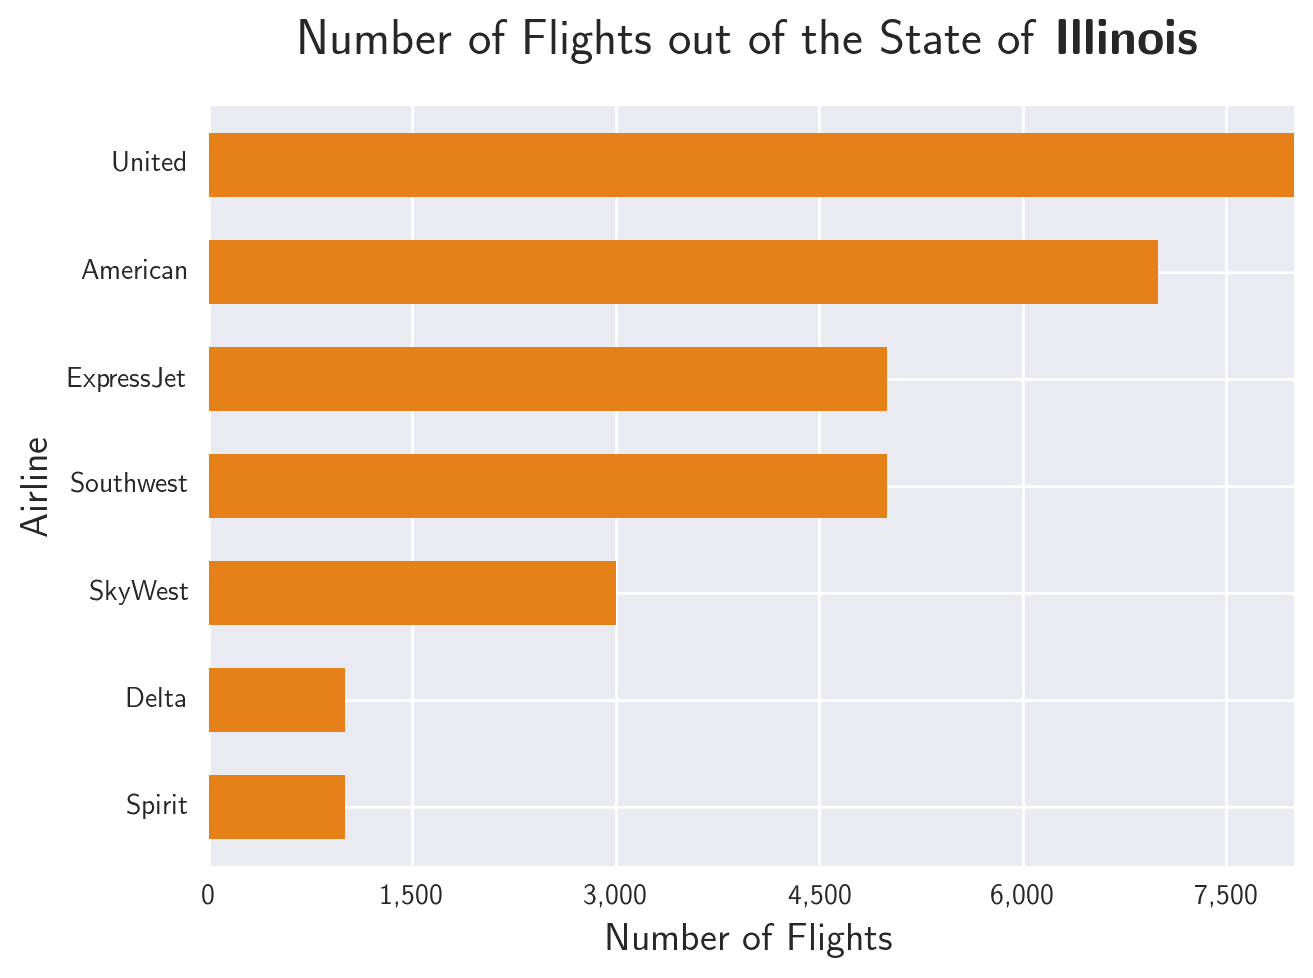 Number of Flights out of the State of Illinois
United
American
ExpressJet
Southwest
SkyWest
Delta
Spirit
Airline
0 1,500 3,000 4,500 6,000 7,500
Number of Flights